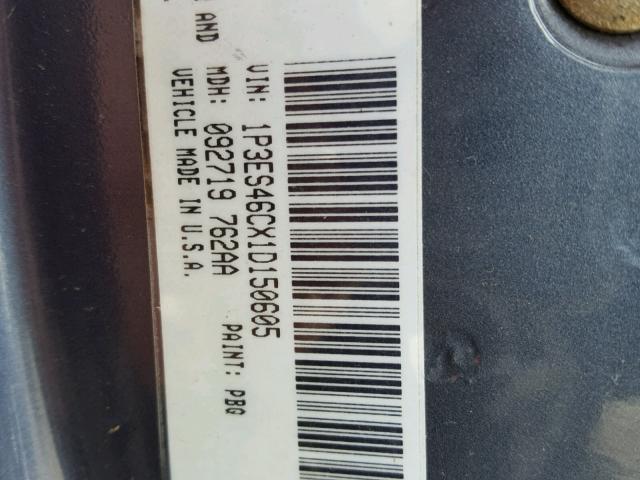 AND
VIN: 1P3ES46CX1D150605
MDH: 092719 762AA
VEHICLE MADE IN U.S.A.
PAINT: PBQ